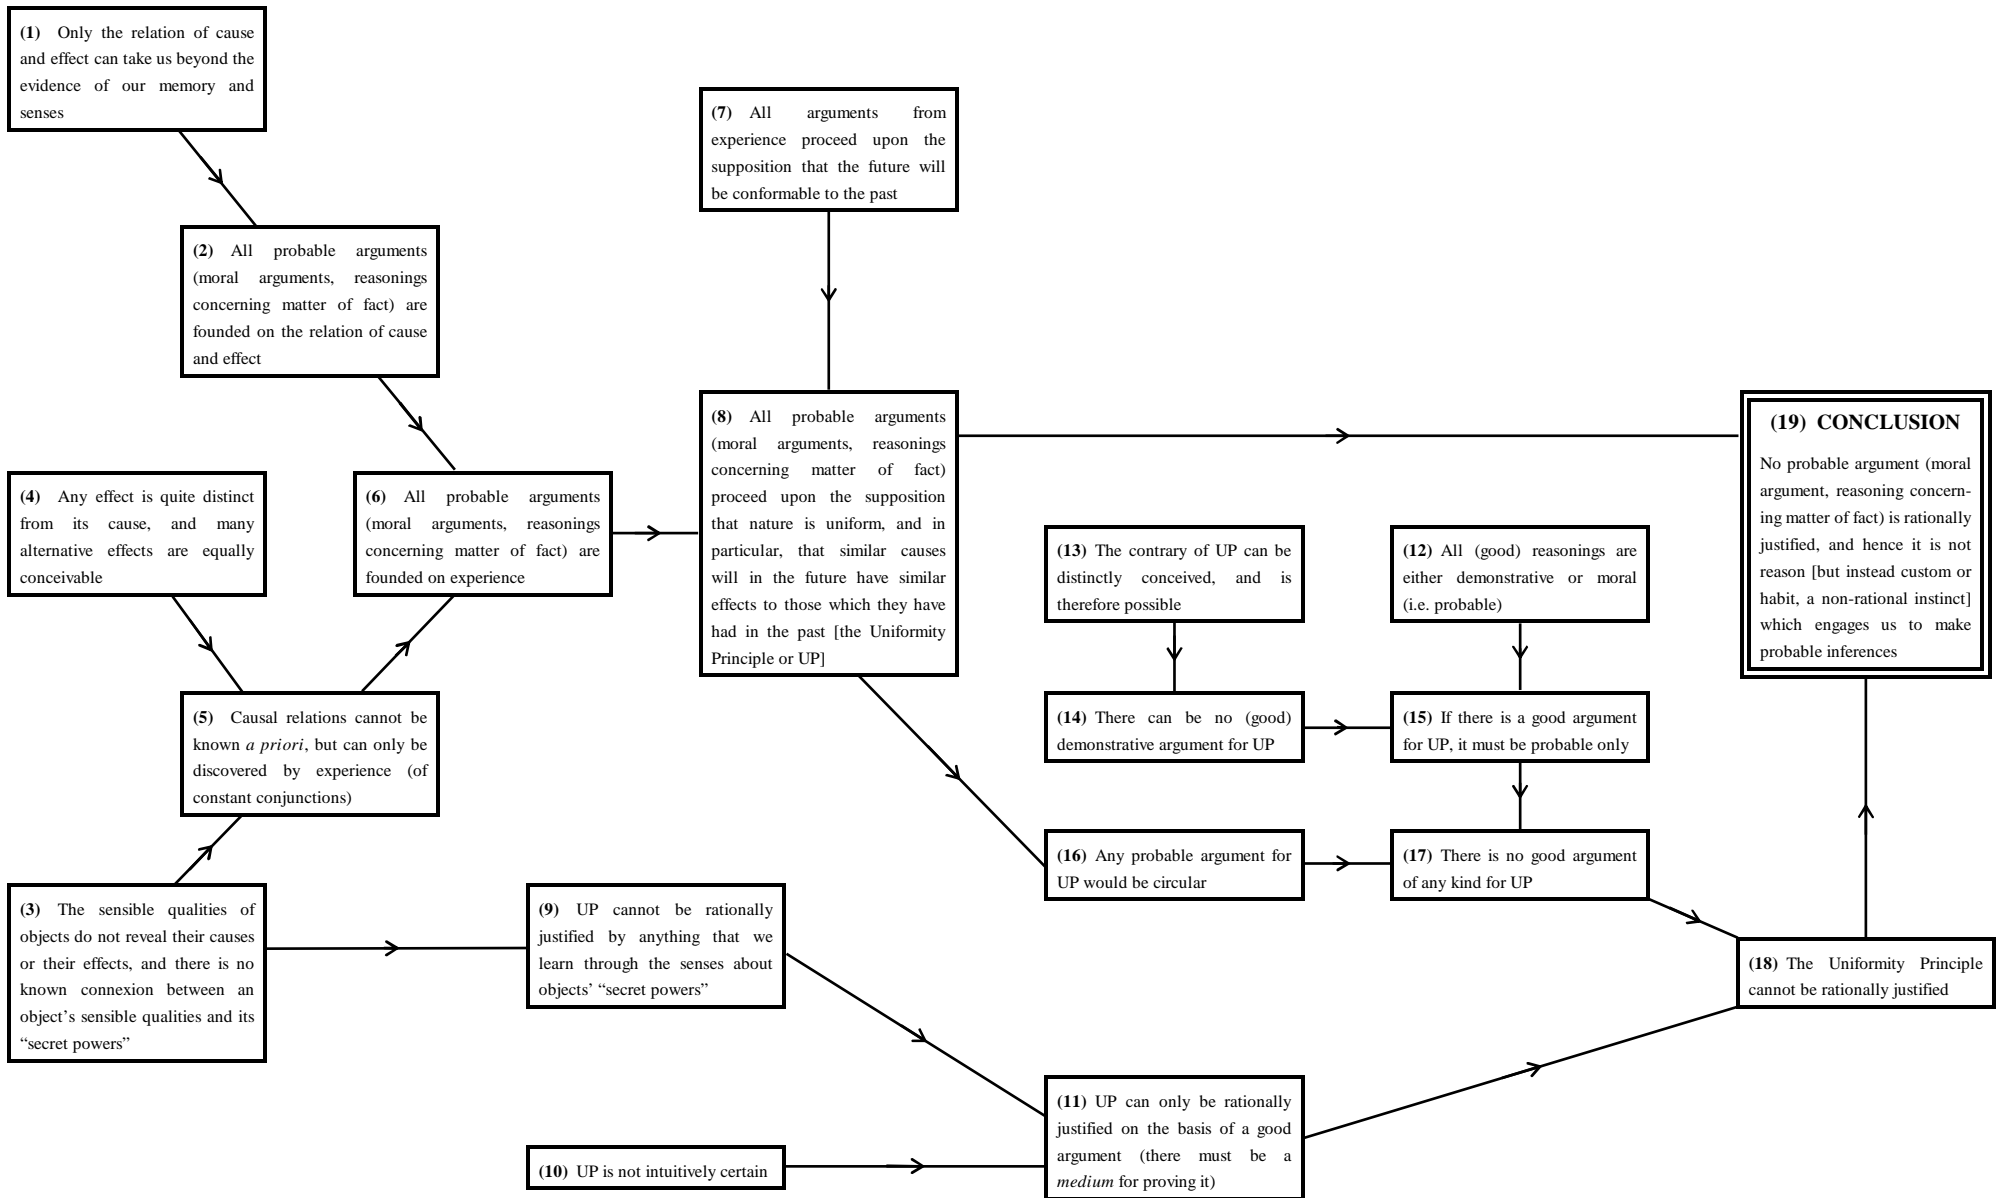 (1) Only the relation of cause
and effect can take us beyond the
evidence of our memory and
senses
(2) All probable arguments
(moral arguments, reasonings
concerning matter of fact) are
founded on the relation of cause
and effect
(4) Any effect is quite distinct
from its cause, and many
alternative effects are equally
conceivable
(6) All probable arguments
(moral arguments, reasonings
concerning matter of fact) are
founded on experience
(5) Causal relations cannot be
known a priori, but can only be
discovered by experience (of
constant conjunctions)
(3) The sensible qualities of
objects do not reveal their causes
or their effects, and there is no
known connexion between an
object’s sensible qualities and its
“secret powers”
(7) All arguments from
experience proceed upon the
supposition that the future will
be conformable to the past
(8) All probable arguments
(moral arguments, reasonings
concerning matter of fact)
proceed upon the supposition
that nature is uniform, and in
particular, that similar causes
will in the future have similar
effects to those which they have
had in the past [the Uniformity
Principle or UP]
(9) UP cannot be rationally
justified by anything that we
learn through the senses about
objects’ “secret powers”
(10) UP is not intuitively certain
(13) The contrary of UP can be
distinctly conceived, and is
therefore possible
(12) All (good) reasonings are
either demonstrative or moral
(i.e. probable)
(14) There can be no (good)
demonstrative argument for UP
(15) If there is a good argument
for UP, it must be probable only
(16) Any probable argument for
UP would be circular
(17) There is no good argument
of any kind for UP
(11) UP can only be rationally
justified on the basis of a good
argument (there must be a
medium for proving it)
(18) The Uniformity Principle
cannot be rationally justified
(19) CONCLUSION
No probable argument (moral
argument, reasoning concern-
ing matter of fact) is rationally
justified, and hence it is not
reason [but instead custom or
habit, a non-rational instinct]
which engages us to make
probable inferences